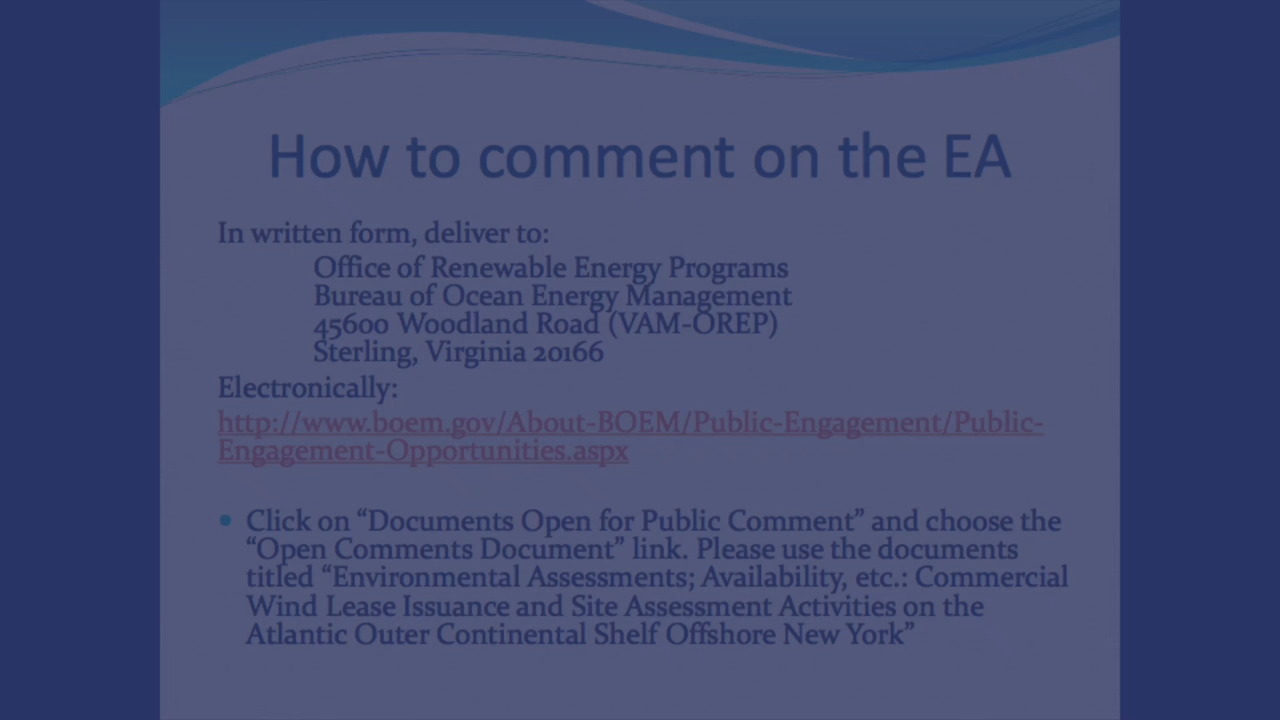 How to comment on the EA
In written form, deliver to:
Office of Renewable Energy Programs
Bureau of Ocean Energy Management
45600 Woodland Road (VAM-OREP)
Sterling, Virginia 20166
Electronically:
http://www.boem.gov/About-BOEM/Public-Engagement/Public-
Engagement-Opportunities.aspx
• Click on “Documents Open for Public Comment” and choose the
“Open Comments Document” link. Please use the documents
titled “Environmental Assessments; Availability, etc.: Commercial
Wind Lease Issuance and Site Assessment Activities on the
Atlantic Outer Continental Shelf Offshore New York”